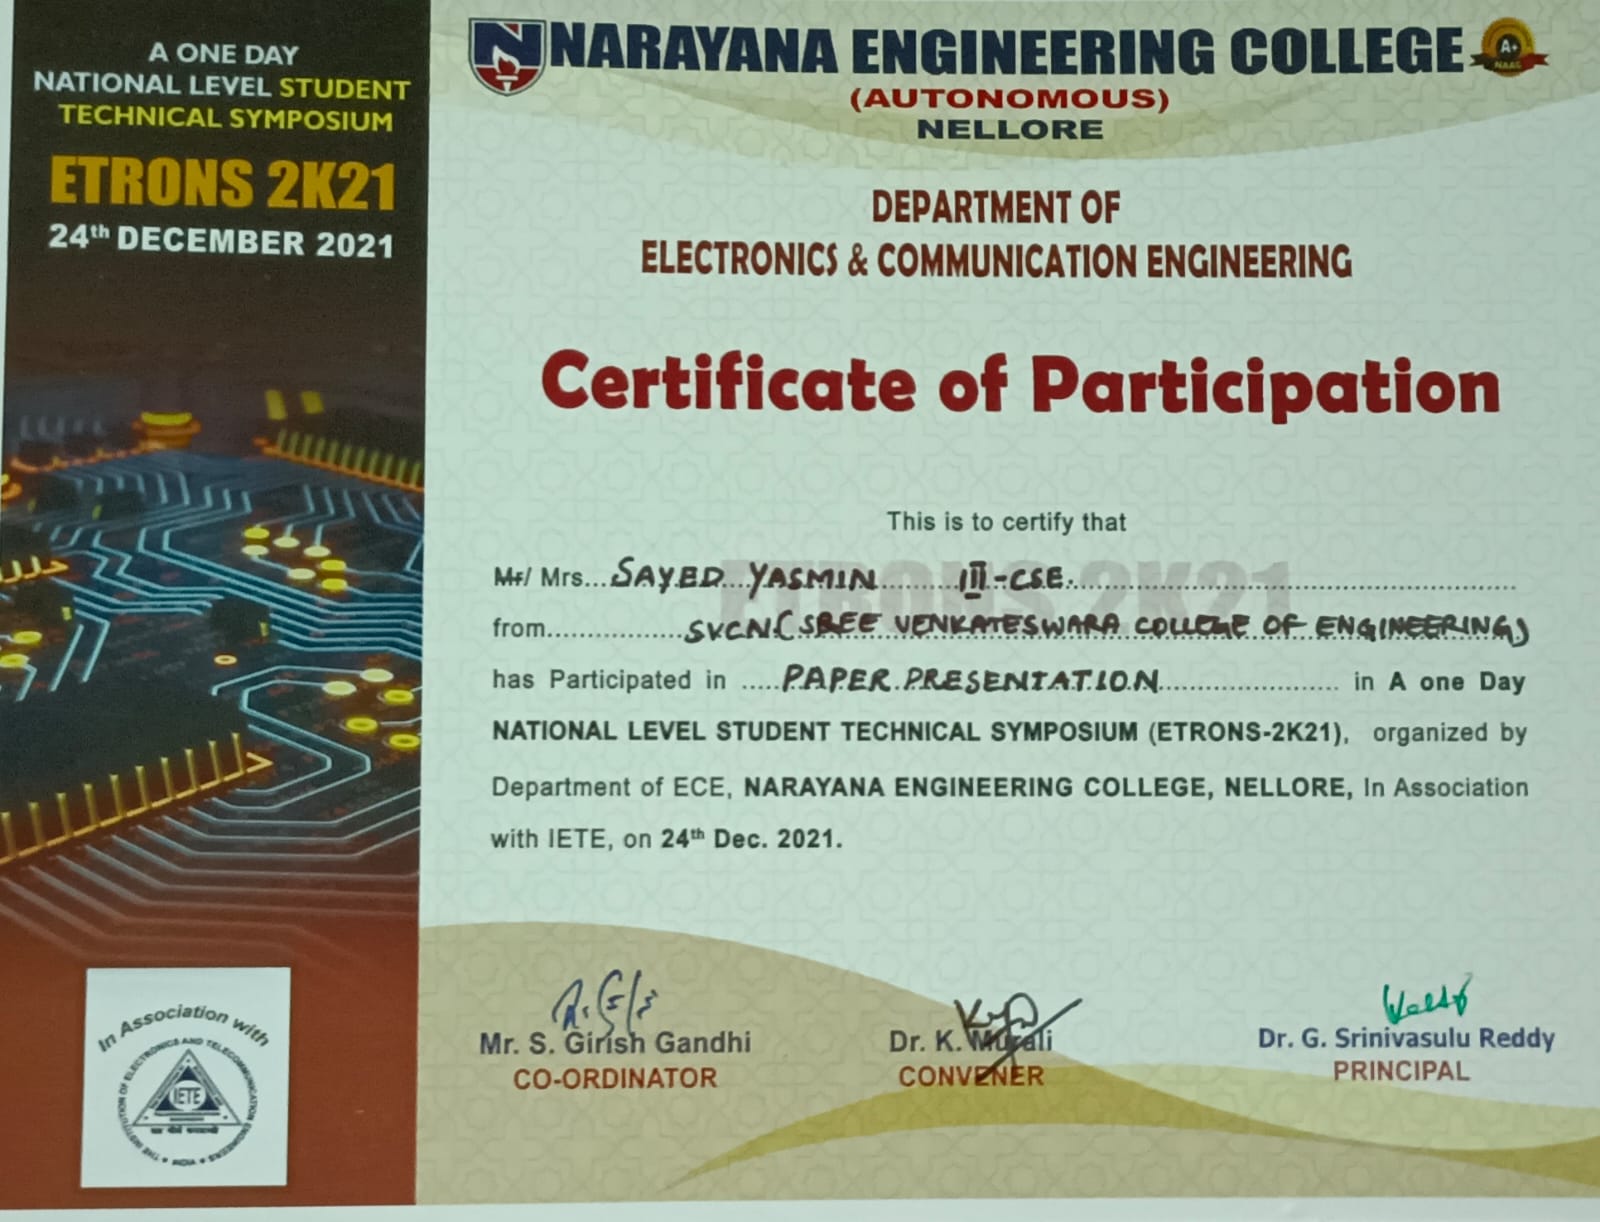 A ONE DAY
NATIONAL LEVEL STUDENT
TECHNICAL SYMPOSIUM
ETRONS 2K21
24th DECEMBER 2021
In Association with
THE INSTITUTION OF ELECTRONICS AND TELECOMMUNICATION ENGINEERS
INDIA
IETE
NARAYANA ENGINEERING COLLEGE
A+
NAAC
(AUTONOMOUS)
NELLORE
DEPARTMENT OF
ELECTRONICS & COMMUNICATION ENGINEERING
Certificate of Participation
This is to certify that
ETRONS 2K21
Mr/ Mrs...SAYED YASMIN III-CSE.
from................SVCN(SREE VENKATESWARA COLLEGE OF ENGINEERING)
has Participated in .....PAPER PRESENTATION........................ in A one Day
NATIONAL LEVEL STUDENT TECHNICAL SYMPOSIUM (ETRONS-2K21), organized by
Department of ECE, NARAYANA ENGINEERING COLLEGE, NELLORE, In Association
with IETE, on 24th Dec. 2021.
Mr. S. Girish Gandhi
CO-ORDINATOR
Dr. K. Murali
CONVENER
Dr. G. Srinivasulu Reddy
PRINCIPAL